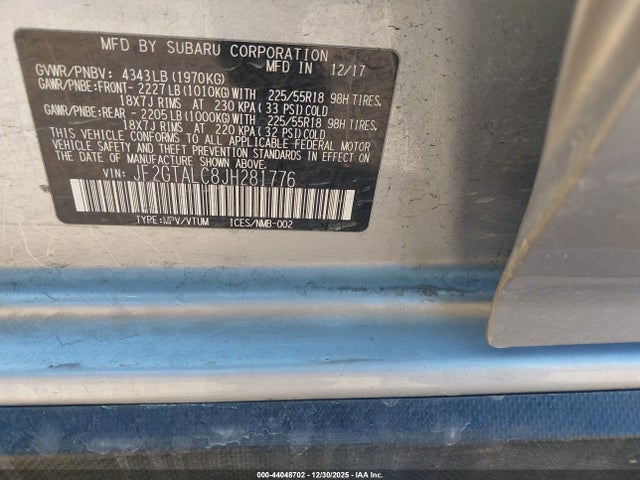 MFD BY SUBARU CORPORATION
MFD IN 12/17
GVWR/PNBV: 4343LB (1970KG)
GAWR/PNBE:FRONT- 2227LB (1010KG) WITH 225/55R18 98H TIRES,
18X7J RIMS AT 230 KPA (33 PSI) COLD
GAWR/PNBE:REAR - 2205LB (1000KG) WITH 225/55R18 98H TIRES,
18X7J RIMS AT 220 KPA (32 PSI) COLD
THIS VEHICLE CONFORMS TO ALL APPLICABLE FEDERAL MOTOR
VEHICLE SAFETY AND THEFT PREVENTION STANDARDS IN EFFECT
ON THE DATE OF MANUFACTURE SHOWN ABOVE.
VIN: JF2GTALC8JH281776
TYPE:MPV/VTUM ICES/NMB-002
000-44048702 - 12/30/2025 - IAA Inc.